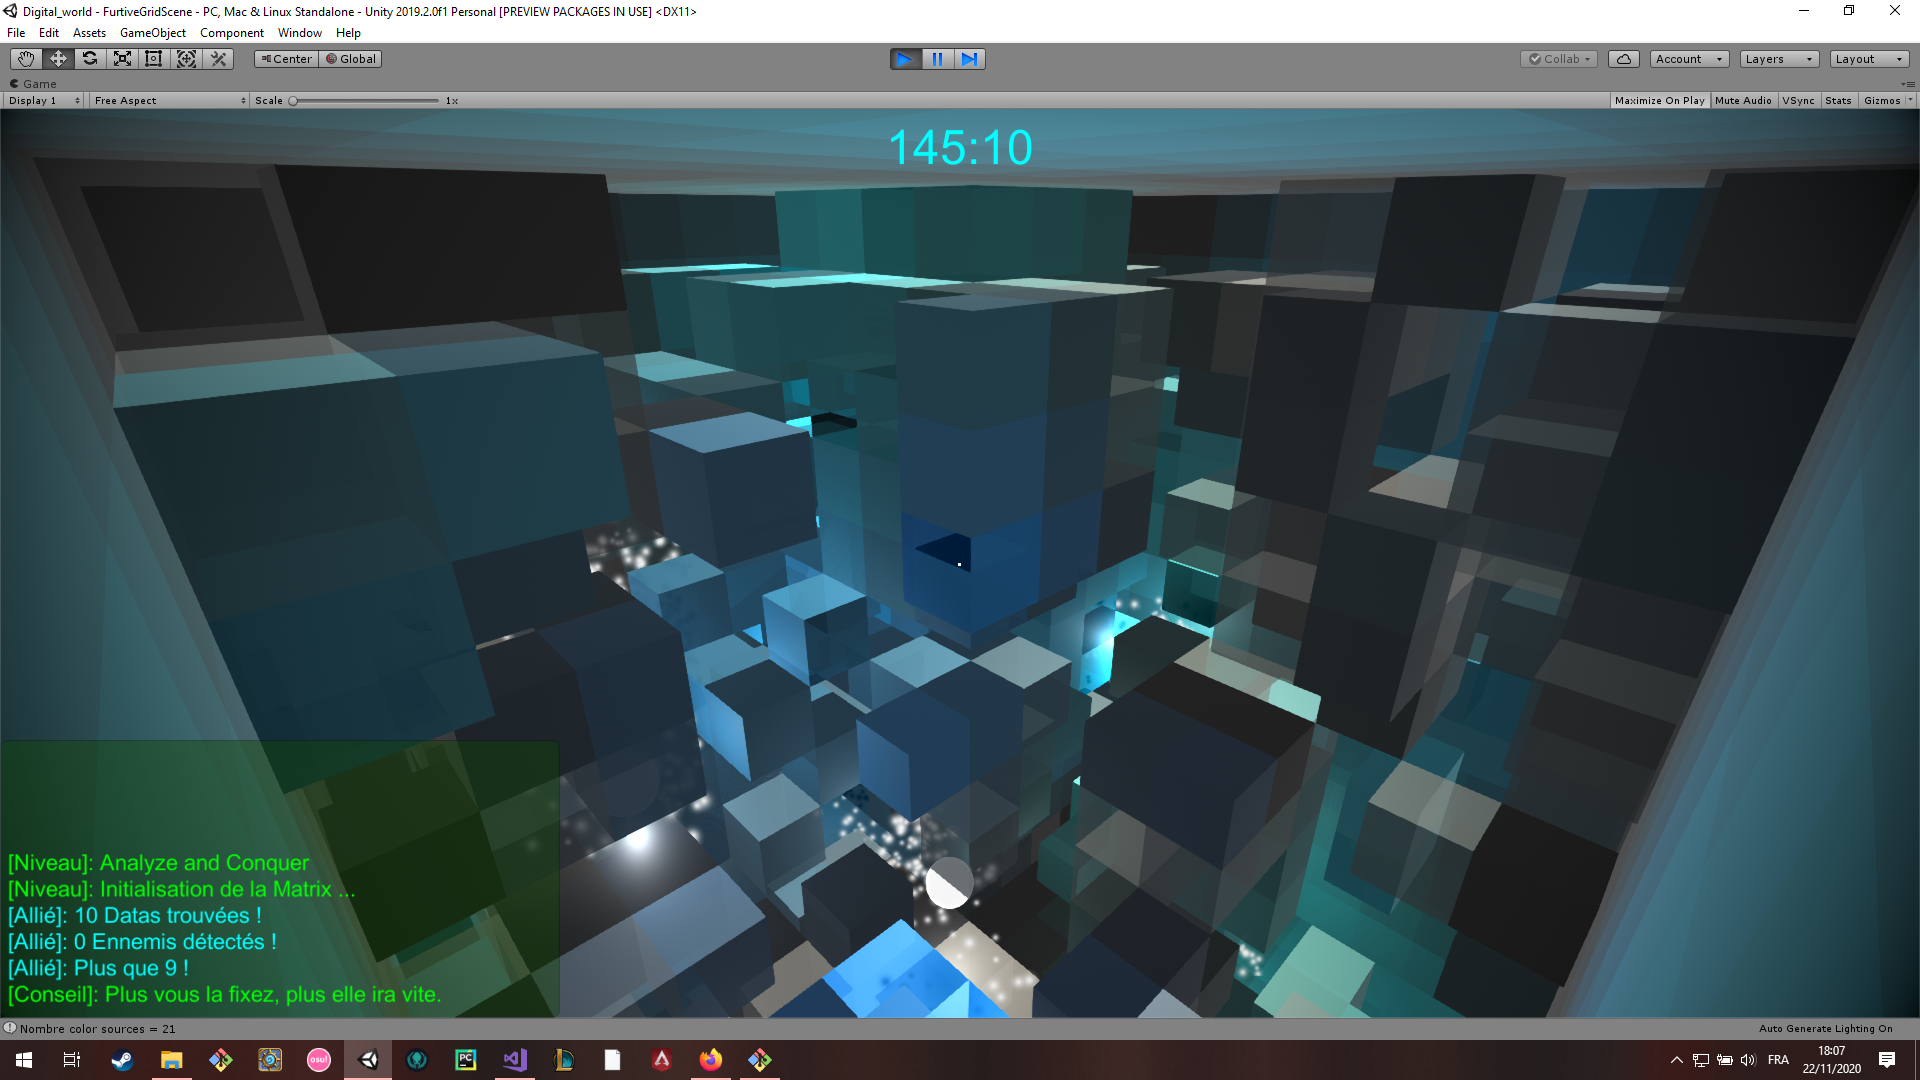 Digital_world - FurtiveGridScene - PC, Mac & Linux Standalone - Unity 2019.2.0f1 Personal [PREVIEW PACKAGES IN USE] <DX11>
File Edit Assets GameObject Component Window Help
Center Global Collab Account Layers Layout
Game
Display 1 Free Aspect Scale 1x Maximize On Play Mute Audio VSync Stats Gizmos
145:10
[Niveau]: Analyze and Conquer
[Niveau]: Initialisation de la Matrix ...
[Allié]: 10 Datas trouvées !
[Allié]: 0 Ennemis détectés !
[Allié]: Plus que 9 !
[Conseil]: Plus vous la fixez, plus elle ira vite.
Nombre color sources = 21 Auto Generate Lighting On
osu! PC FRA 18:07
22/11/2020